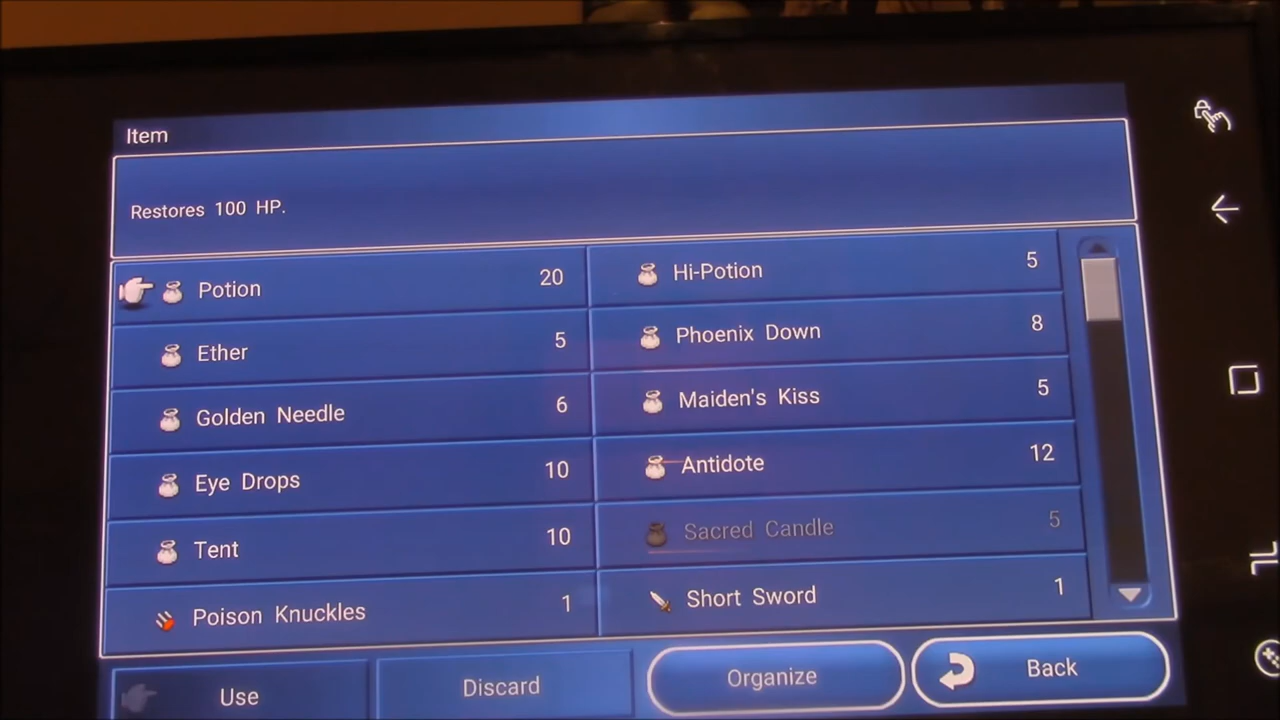 Item
Restores 100 HP.
Potion 20 Hi-Potion 5
Ether 5 Phoenix Down 8
Golden Needle 6 Maiden's Kiss 5
Eye Drops 10 Antidote 12
Tent 10 Sacred Candle 5
Poison Knuckles 1 Short Sword 1
Use Discard Organize Back